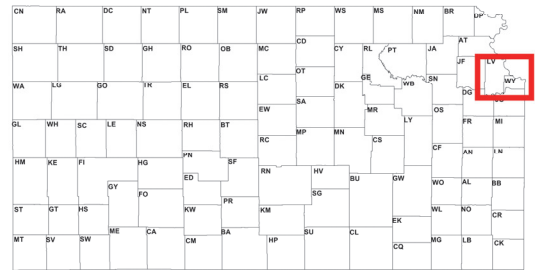 CN RA DC NT PL SM JW RP WS MS NM BR DP
CD AT
SH TH SD GH RO OB MC CY RL PT JA
JF LV
LC OT GE WB SN WY
WA LG GO TR EL RS DK DG
SA MR OS
EW LY
GL WH SC LE NS RH BT FR MI
RC MP MN CS
CF AN LN
HM KE FI HG PN SF
RN HV
ED BU GW WO AL BB
GY SG
FO PR
ST GT HS KW KM WL NO
CR
EK
MT SV SW ME CA CM BA HP SU CL CQ MG LB CK